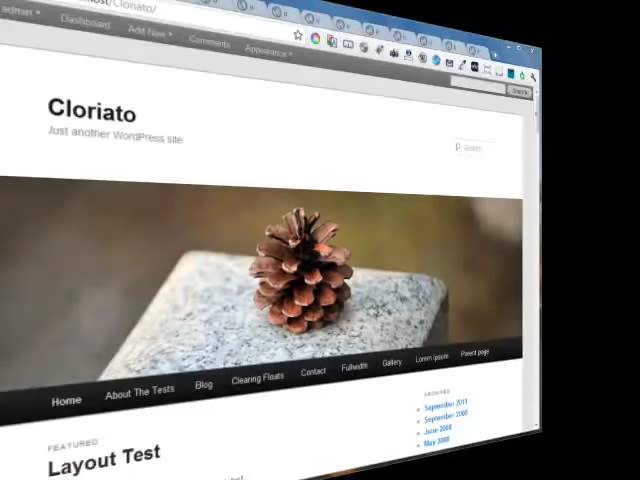 /Cloriato/
admin Dashboard Add New Comments Appearance
Search
Cloriato
Just another WordPress site
Search
Home About The Tests Blog Clearing Floats Contact Fullwidth Gallery Lorem Ipsum Parent page
ARCHIVES
September 2011
September 2008
June 2008
May 2008
FEATURED
Layout Test